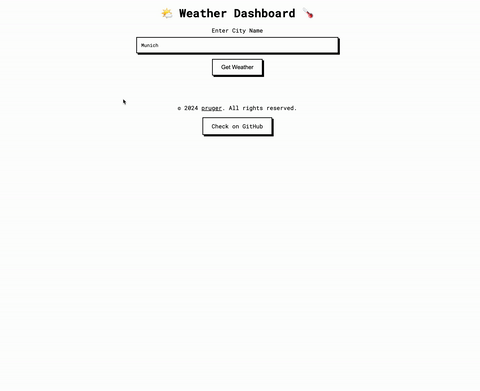 Weather Dashboard
Enter City Name
Munich
Get Weather
© 2024 pruger. All rights reserved.
Check on GitHub